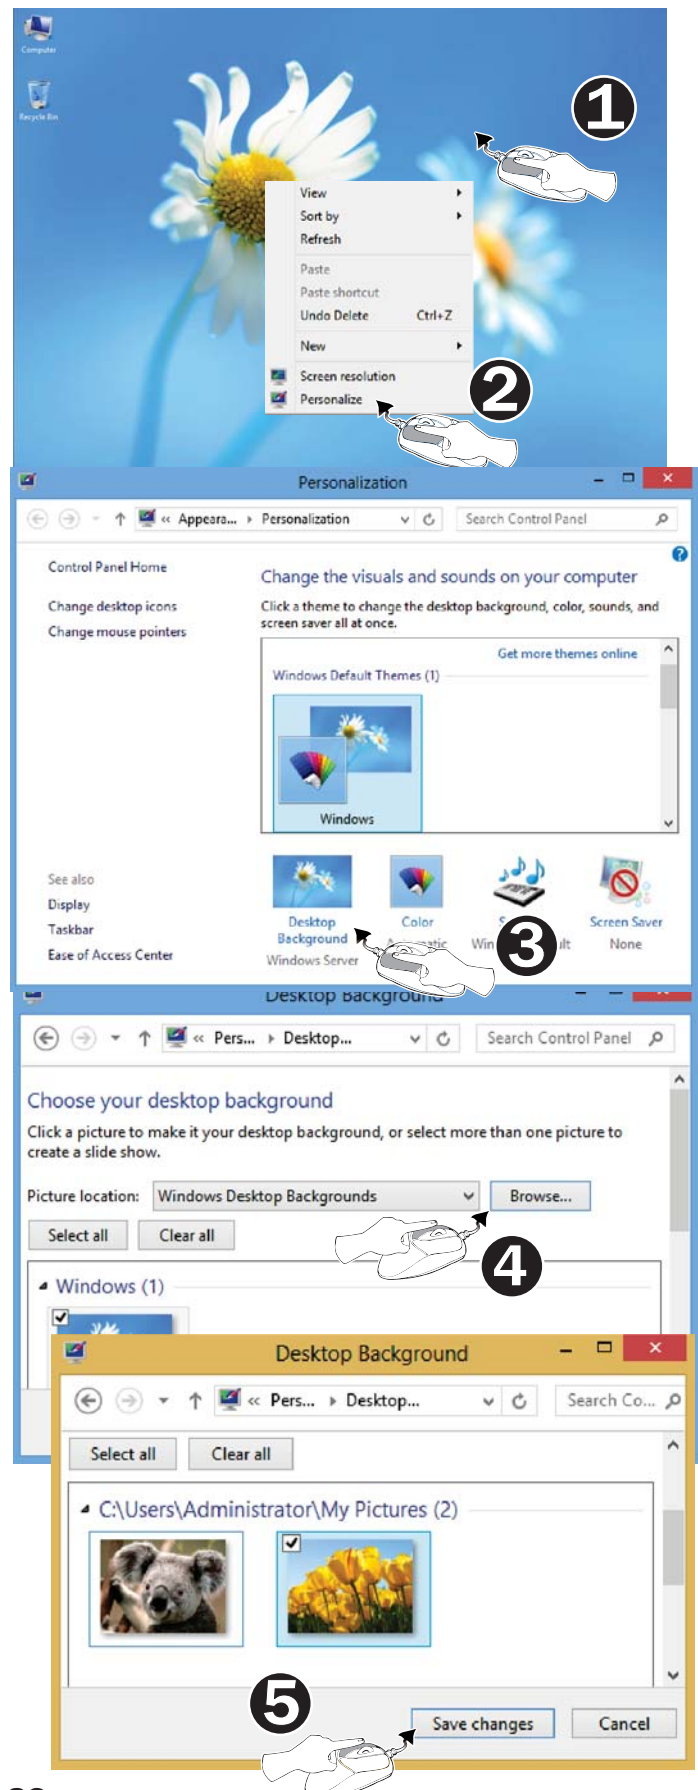 Computer
Recycle Bin
1
View
Sort by
Refresh
Paste
Paste shortcut
Undo Delete Ctrl+Z
New
Screen resolution
Personalize
2
Personalization
« Appeara... Personalization
Search Control Panel
Control Panel Home
Change desktop icons
Change mouse pointers
Change the visuals and sounds on your computer
Click a theme to change the desktop background, color, sounds, and
screen saver all at once.
Get more themes online
Windows Default Themes (1)
Windows
See also
Display
Taskbar
Ease of Access Center
Desktop
Background
Windows Server
Color
3
Screen Saver
None
Desktop Background
« Pers... Desktop...
Search Control Panel
Choose your desktop background
Click a picture to make it your desktop background, or select more than one picture to
create a slide show.
Picture location: Windows Desktop Backgrounds Browse...
Select all Clear all
4
Windows (1)
Desktop Background
« Pers... Desktop...
Search Co...
Select all Clear all
C:\Users\Administrator\My Pictures (2)
5
Save changes Cancel